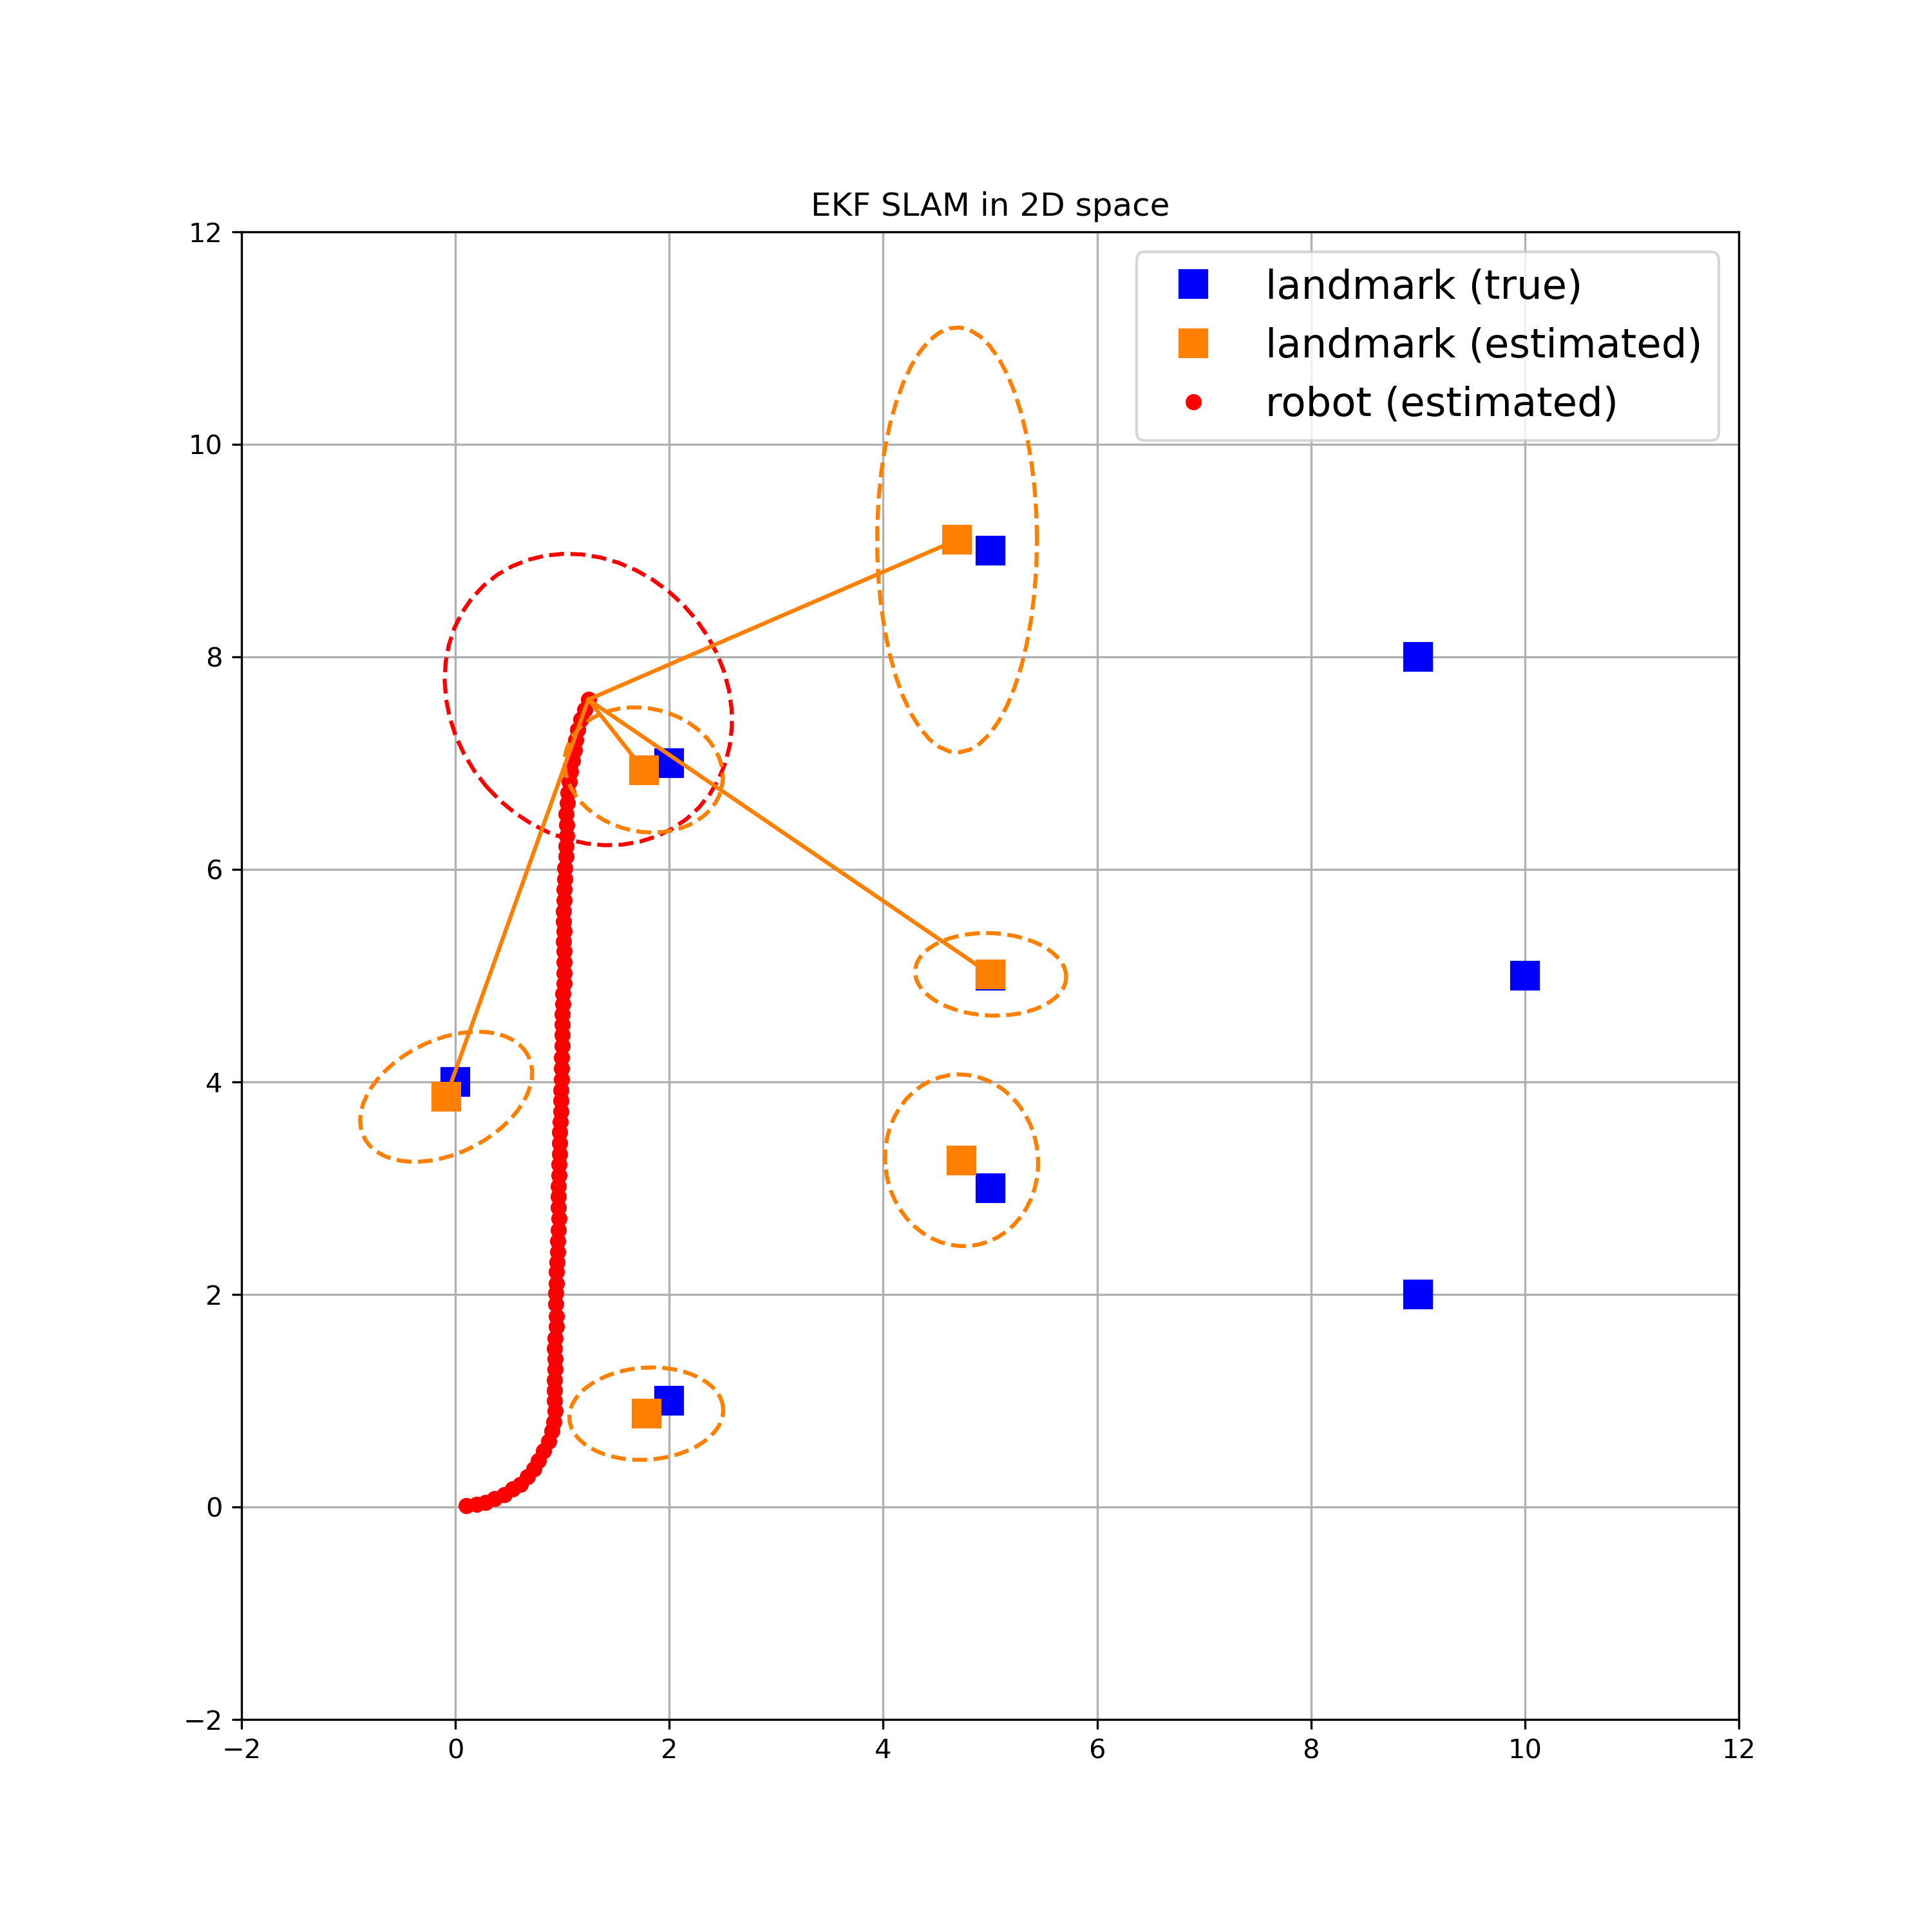 EKF SLAM in 2D space
12
landmark (true)
landmark (estimated)
robot (estimated)
10
8
6
4
2
0
−2
−2 0 2 4 6 8 10 12